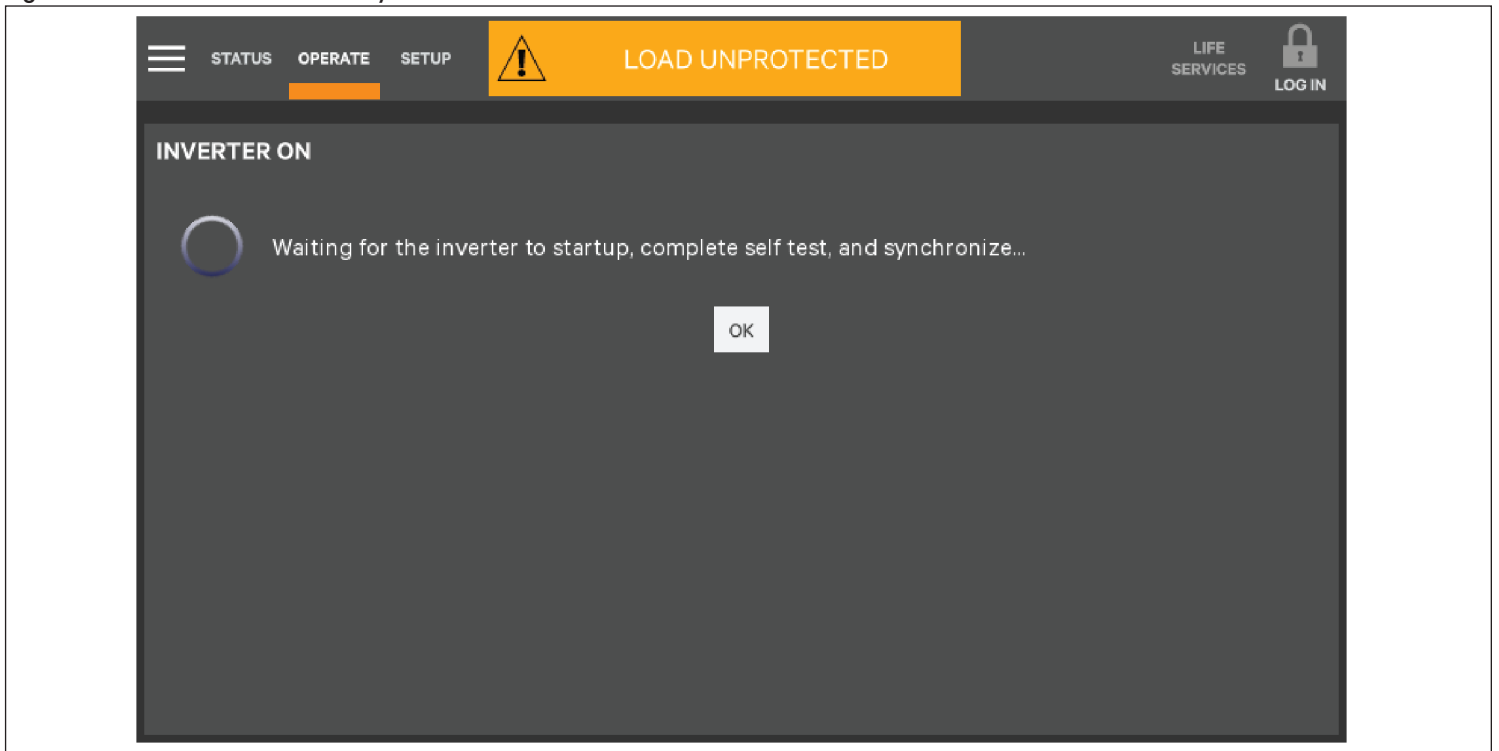 STATUS OPERATE SETUP
LOAD UNPROTECTED
LIFE
SERVICES
LOG IN
INVERTER ON
Waiting for the inverter to startup, complete self test, and synchronize...
OK